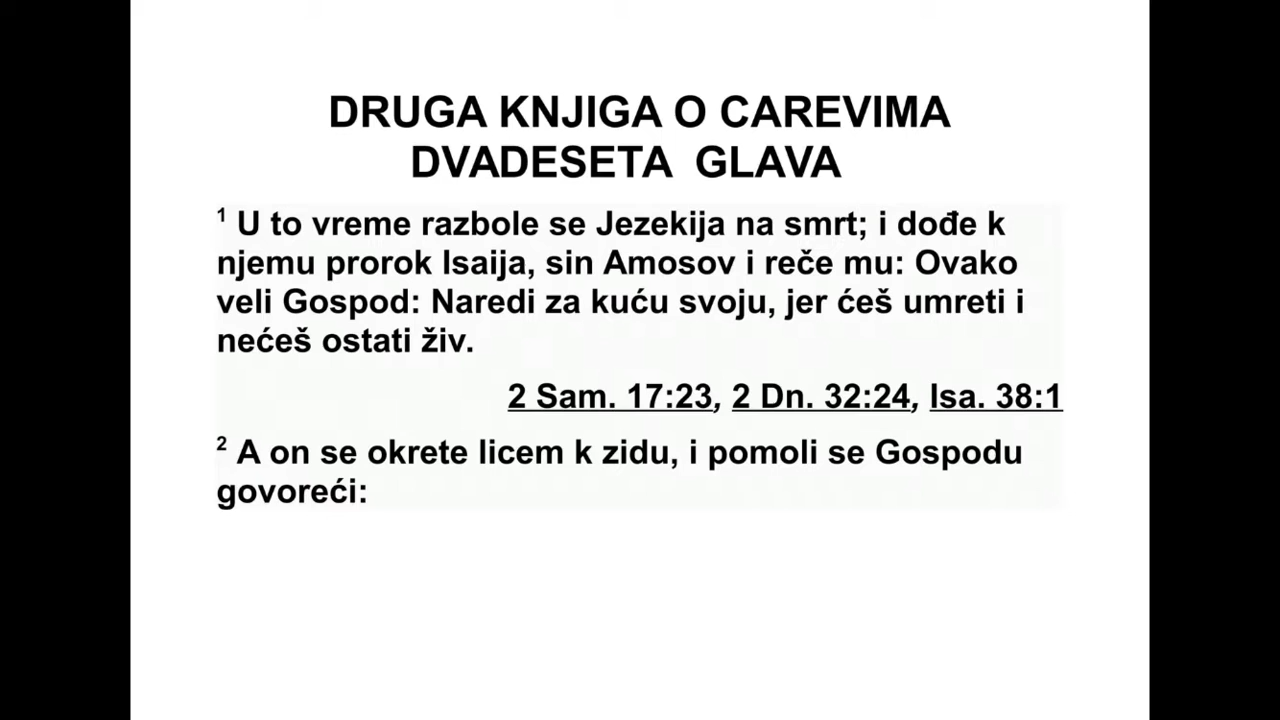 DRUGA KNJIGA O CAREVIMA
DVADESETA GLAVA
1 U to vreme razbole se Jezekija na smrt; i dođe k
njemu prorok Isaija, sin Amosov i reče mu: Ovako
veli Gospod: Naredi za kuću svoju, jer ćeš umreti i
nećeš ostati živ.
2 Sam. 17:23, 2 Dn. 32:24, Isa. 38:1
2 A on se okrete licem k zidu, i pomoli se Gospodu
govoreći: